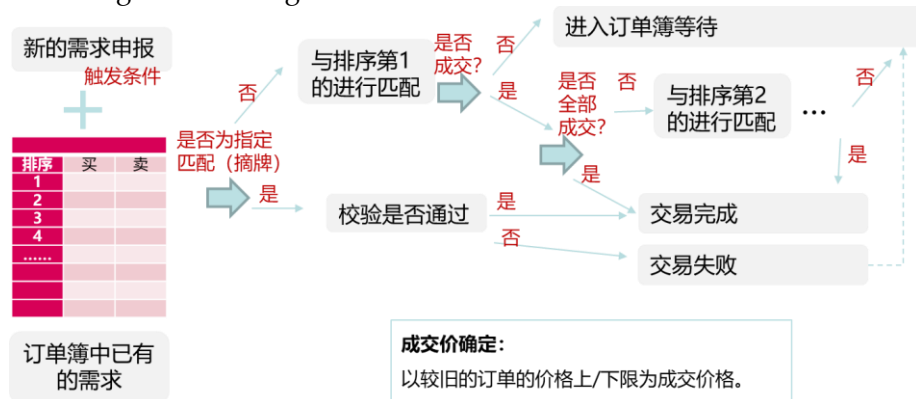 新的需求申报
触发条件
排序 买 卖
1
2
3
4
......
订单簿中已有
的需求
是否为指定
匹配（摘牌）
否
是
与排序第1
的进行匹配
是否
成交?
否
是
进入订单簿等待
是否
全部
成交?
否
是
与排序第2
的进行匹配
...
否
是
校验是否通过
是
否
交易完成
交易失败
成交价确定：
以较旧的订单的价格上/下限为成交价格。